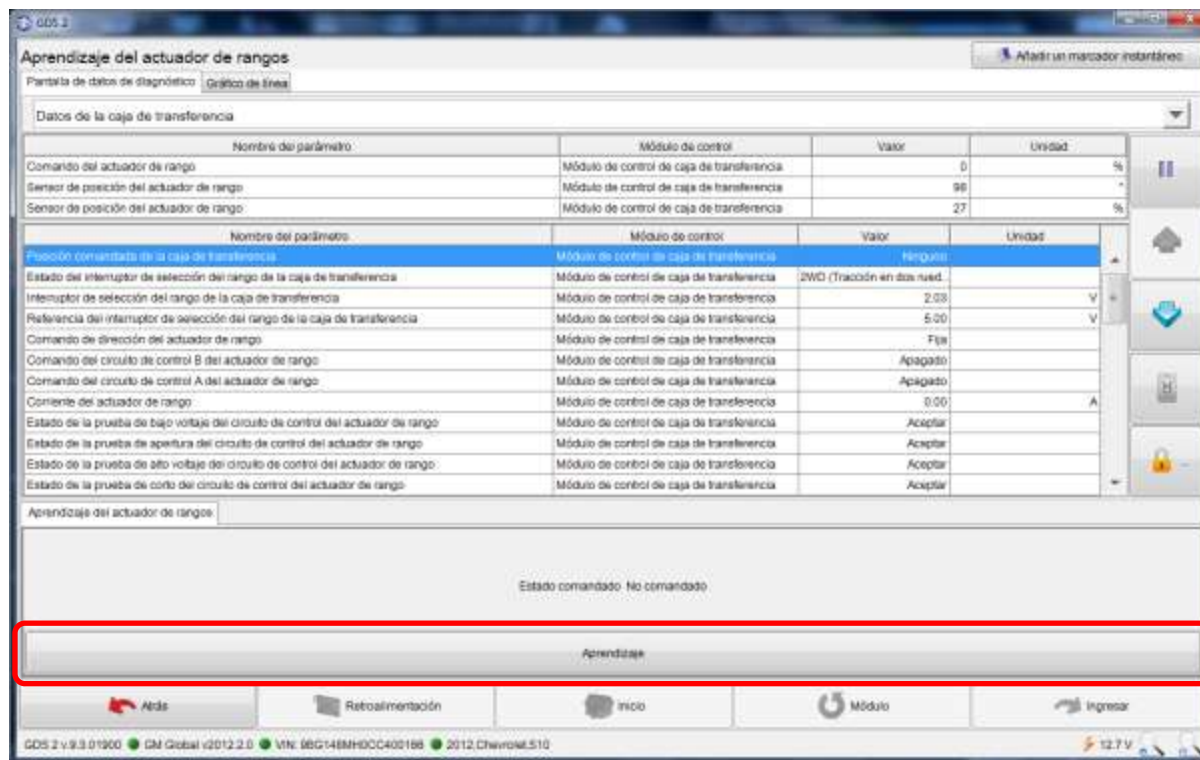 GDS 2
Aprendizaje del actuador de rangos
Añadir un marcador instantáneo
Pantalla de datos de diagnóstico Gráfico de línea
Datos de la caja de transferencia
Nombre del parámetro Módulo de control Valor Unidad
Comando del actuador de rango Módulo de control de caja de transferencia 0 %
Sensor de posición del actuador de rango Módulo de control de caja de transferencia 98 °
Sensor de posición del actuador de rango Módulo de control de caja de transferencia 27 %
Nombre del parámetro Módulo de control Valor Unidad
Posición comandada de la caja de transferencia Módulo de control de caja de transferencia Ninguno
Estado del interruptor de selección del rango de la caja de transferencia Módulo de control de caja de transferencia 2WD (Tracción en dos rued.
Interruptor de selección del rango de la caja de transferencia Módulo de control de caja de transferencia 2.03 V
Referencia del interruptor de selección del rango de la caja de transferencia Módulo de control de caja de transferencia 5.00 V
Comando de dirección del actuador de rango Módulo de control de caja de transferencia Fija
Comando del circuito de control B del actuador de rango Módulo de control de caja de transferencia Apagado
Comando del circuito de control A del actuador de rango Módulo de control de caja de transferencia Apagado
Corriente del actuador de rango Módulo de control de caja de transferencia 0.00 A
Estado de la prueba de bajo voltaje del circuito de control del actuador de rango Módulo de control de caja de transferencia Aceptar
Estado de la prueba de apertura del circuito de control del actuador de rango Módulo de control de caja de transferencia Aceptar
Estado de la prueba de alto voltaje del circuito de control del actuador de rango Módulo de control de caja de transferencia Aceptar
Estado de la prueba de corto del circuito de control del actuador de rango Módulo de control de caja de transferencia Aceptar
Aprendizaje del actuador de rangos
Estado comandado No comandado
Aprendizaje
Atrás Retroalimentación Inicio Módulo Ingresar
GDS 2 v.9.3.01900 GM Global v2012.2.0 VIN: 9BG148MH0CC400166 2012,Chevrolet,S10 12.7 V